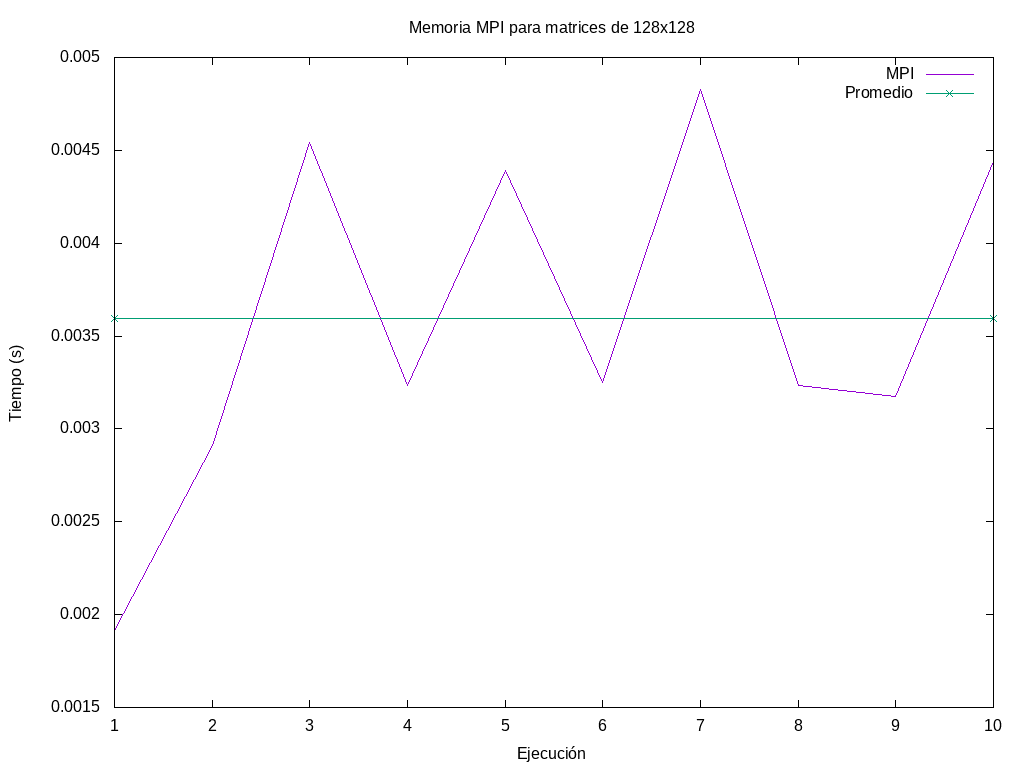 Memoria MPI para matrices de 128x128
MPI
Promedio
0.005
0.0045
0.004
0.0035
0.003
0.0025
0.002
0.0015
Tiempo (s)
1 2 3 4 5 6 7 8 9 10
Ejecución